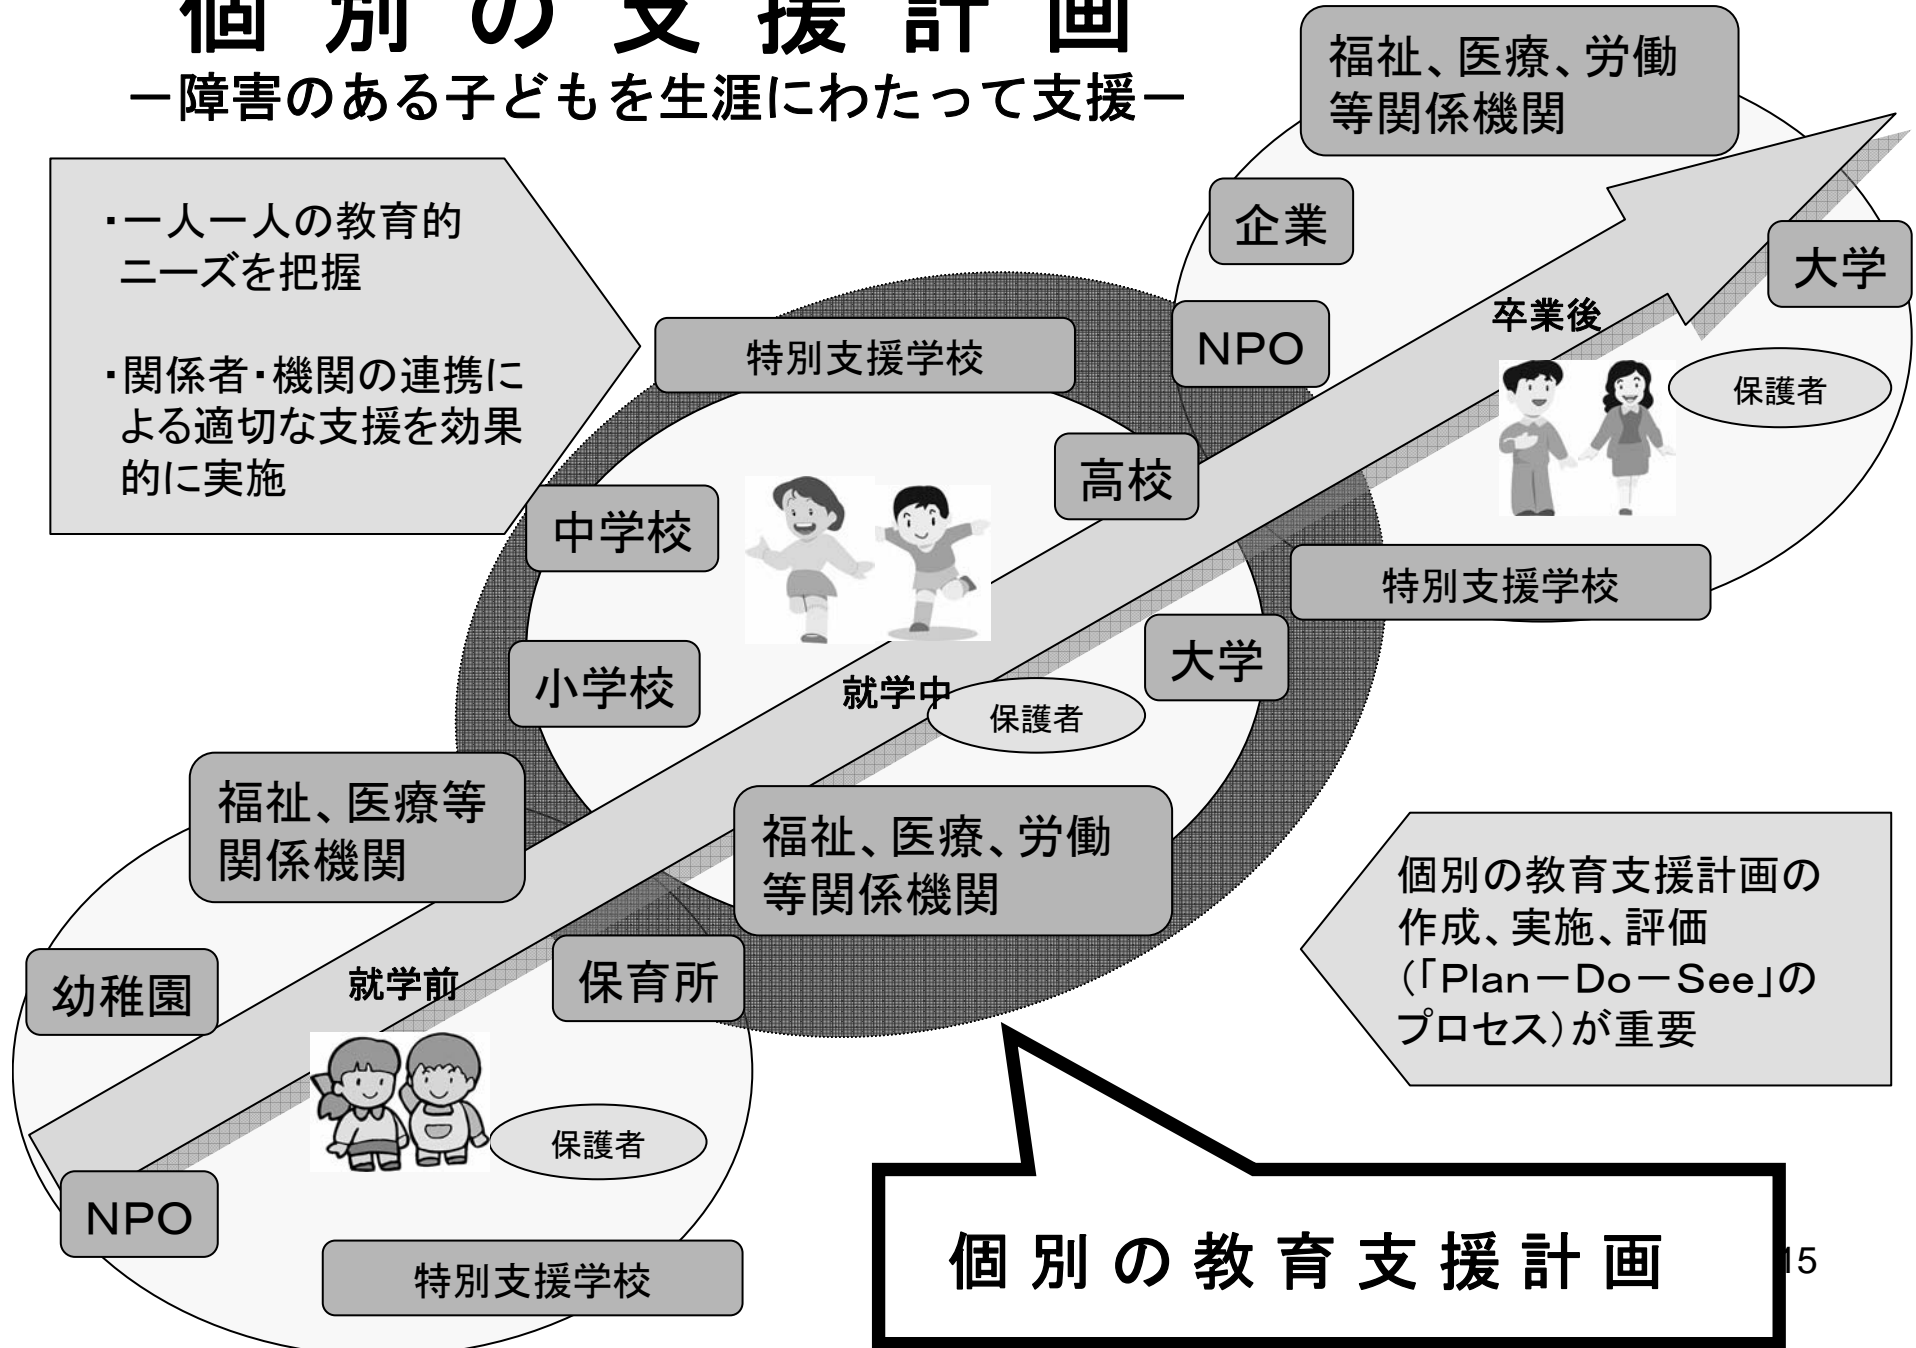 個別の支援計画
－障害のある子どもを生涯にわたって支援－
福祉、医療、労働
等関係機関
企業
大学
NPO
卒業後
保護者
特別支援学校
・一人一人の教育的
ニーズを把握
・関係者・機関の連携に
よる適切な支援を効果
的に実施
特別支援学校
高校
中学校
小学校
就学中
大学
保護者
福祉、医療、労働
等関係機関
福祉、医療等
関係機関
幼稚園
就学前
保育所
保護者
NPO
特別支援学校
個別の教育支援計画の
作成、実施、評価
（「Plan－Do－See」の
プロセス）が重要
個別の教育支援計画
15